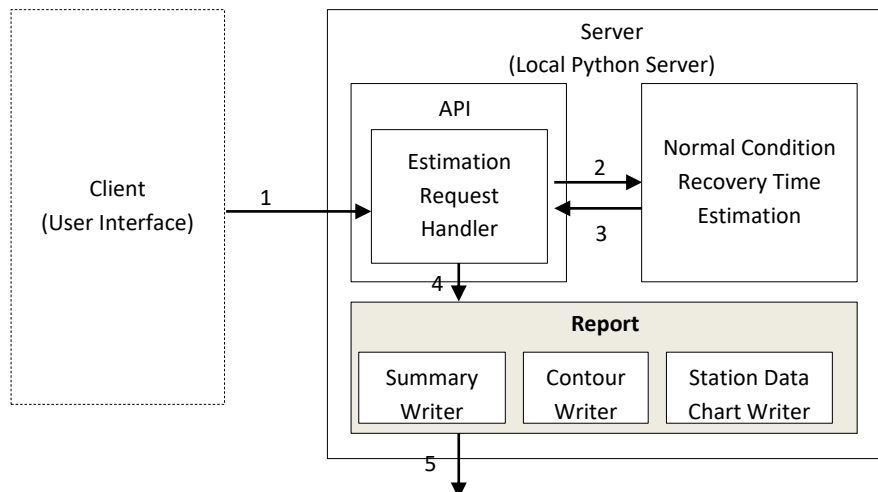 Server
(Local Python Server)
API
Client
(User Interface)
1
Estimation
Request
Handler
2
3
Normal Condition
Recovery Time
Estimation
4
Report
Summary
Writer
Contour
Writer
Station Data
Chart Writer
5